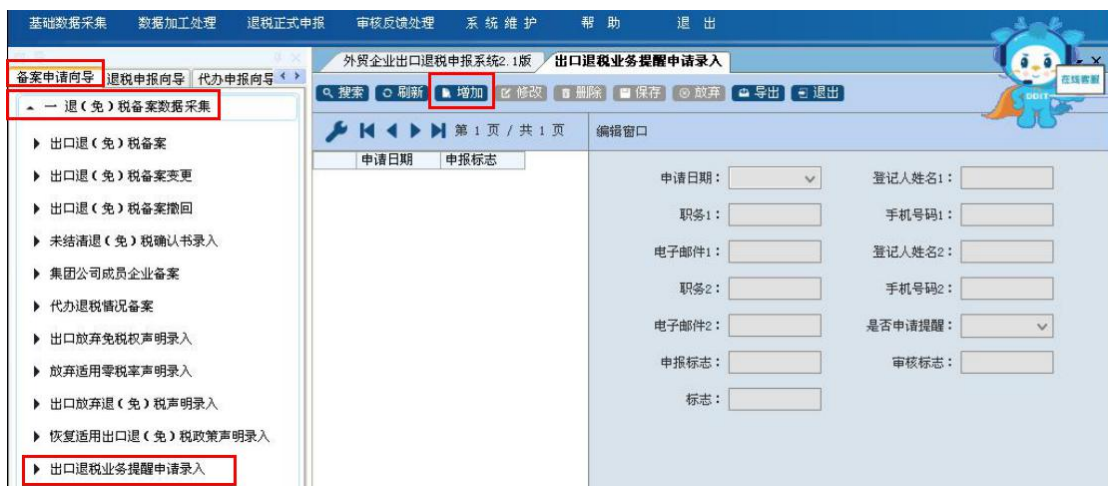 基础数据采集 数据加工处理 退税正式申报 审核反馈处理 系统维护 帮助 退出
外贸企业出口退税申报系统2.1版 出口退税业务提醒申请录入
备案申请向导 退税申报向导 代办申报向导
在线客服
DDIT
搜索 刷新 增加 修改 删除 保存 放弃 导出 退出
一 退(免)税备案数据采集
第 1 页 / 共 1 页 编辑窗口
出口退(免)税备案
出口退(免)税备案变更
出口退(免)税备案撤回
未结清退(免)税确认书录入
集团公司成员企业备案
代办退税情况备案
出口放弃免税权声明录入
放弃适用零税率声明录入
出口放弃退(免)税声明录入
恢复适用出口退(免)税政策声明录入
出口退税业务提醒申请录入
申请日期 申报标志
申请日期: 登记人姓名1:
职务1: 手机号码1:
电子邮件1: 登记人姓名2:
职务2: 手机号码2:
电子邮件2: 是否申请提醒:
申报标志: 审核标志:
标志: